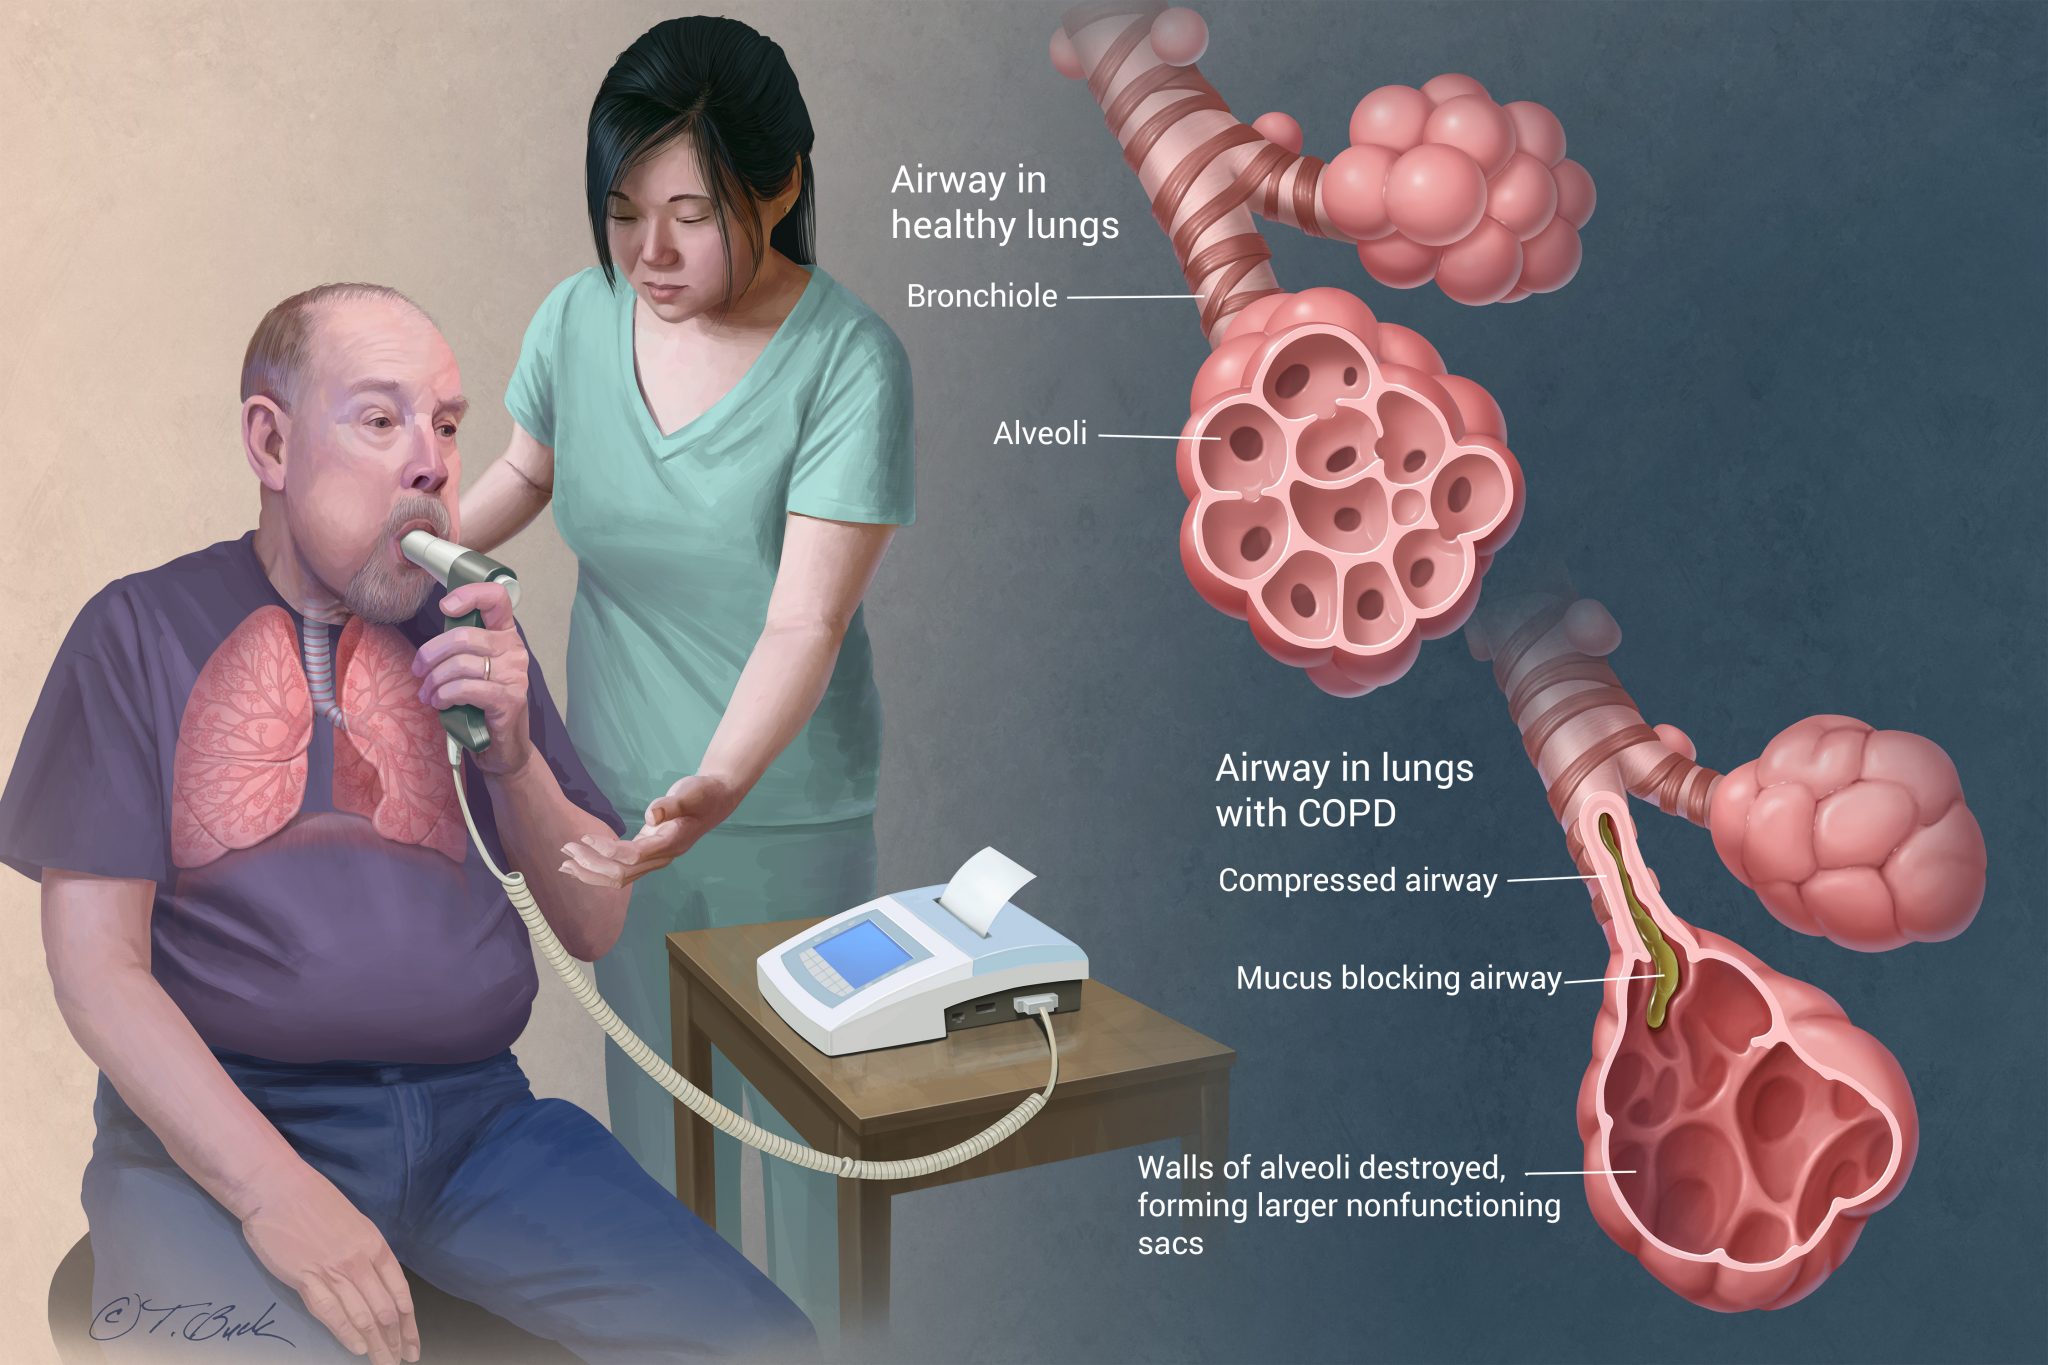 Airway in
healthy lungs
Bronchiole
Alveoli
Airway in lungs
with COPD
Compressed airway
Mucus blocking airway
Walls of alveoli destroyed,
forming larger nonfunctioning
sacs
© T. Buck